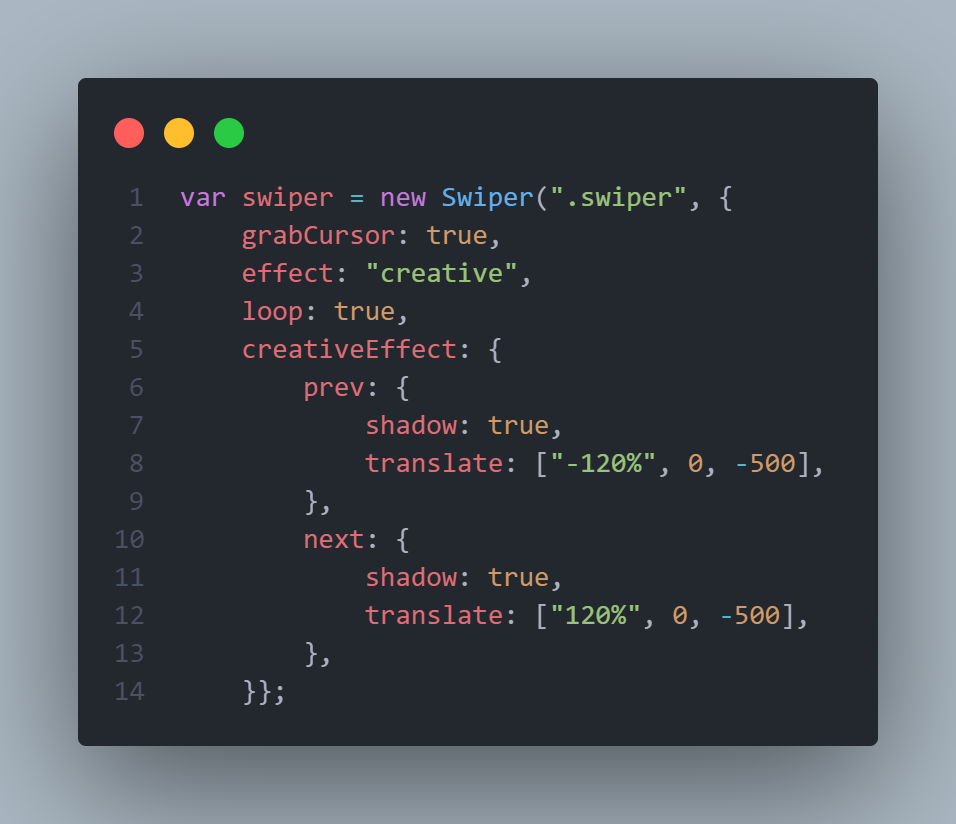 1 var swiper = new Swiper(".swiper", {
2     grabCursor: true,
3     effect: "creative",
4     loop: true,
5     creativeEffect: {
6         prev: {
7             shadow: true,
8             translate: ["-120%", 0, -500],
9         },
10         next: {
11             shadow: true,
12             translate: ["120%", 0, -500],
13         },
14     }};